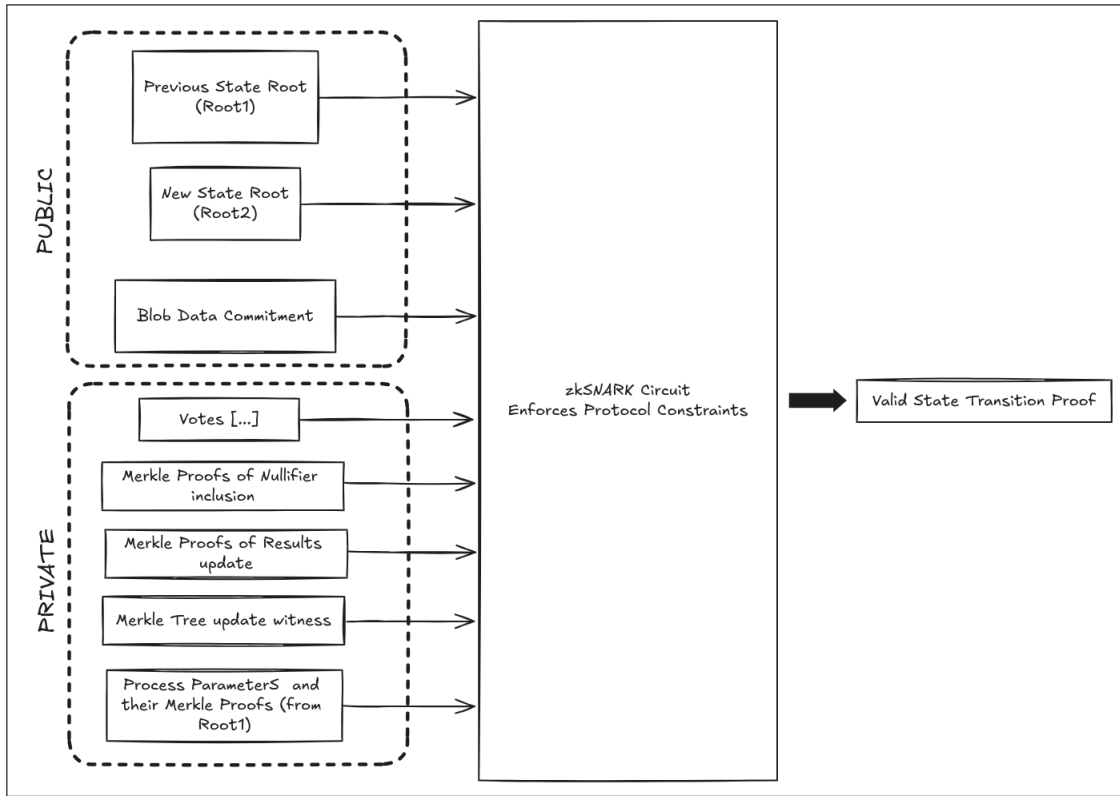 PUBLIC
Previous State Root
(Root1)
New State Root
(Root2)
Blob Data Commitment
PRIVATE
Votes [...]
Merkle Proofs of Nullifier
inclusion
Merkle Proofs of Results
update
Merkle Tree update witness
Process ParameterS and
their Merkle Proofs (from
Root1)
zkSNARK Circuit
Enforces Protocol Constraints
Valid State Transition Proof